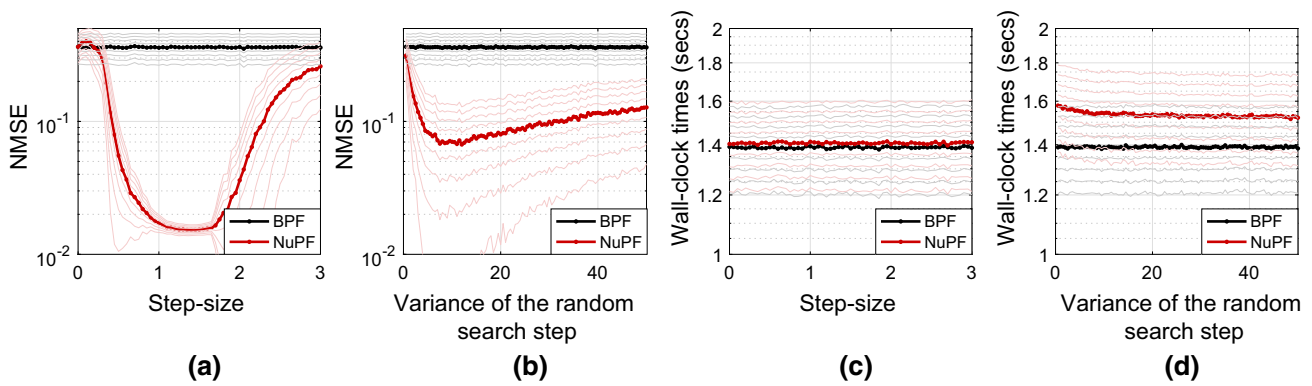 NMSE
10^-1
10^-2
0
1
2
3
BPF
NuPF
Step-size
(a)
NMSE
10^-1
10^-2
0
20
40
BPF
NuPF
Variance of the random
search step
(b)
Wall-clock times (secs)
2
1.8
1.6
1.4
1.2
1
0
1
2
3
BPF
NuPF
Step-size
(c)
Wall-clock times (secs)
2
1.8
1.6
1.4
1.2
1
0
20
40
BPF
NuPF
Variance of the random
search step
(d)